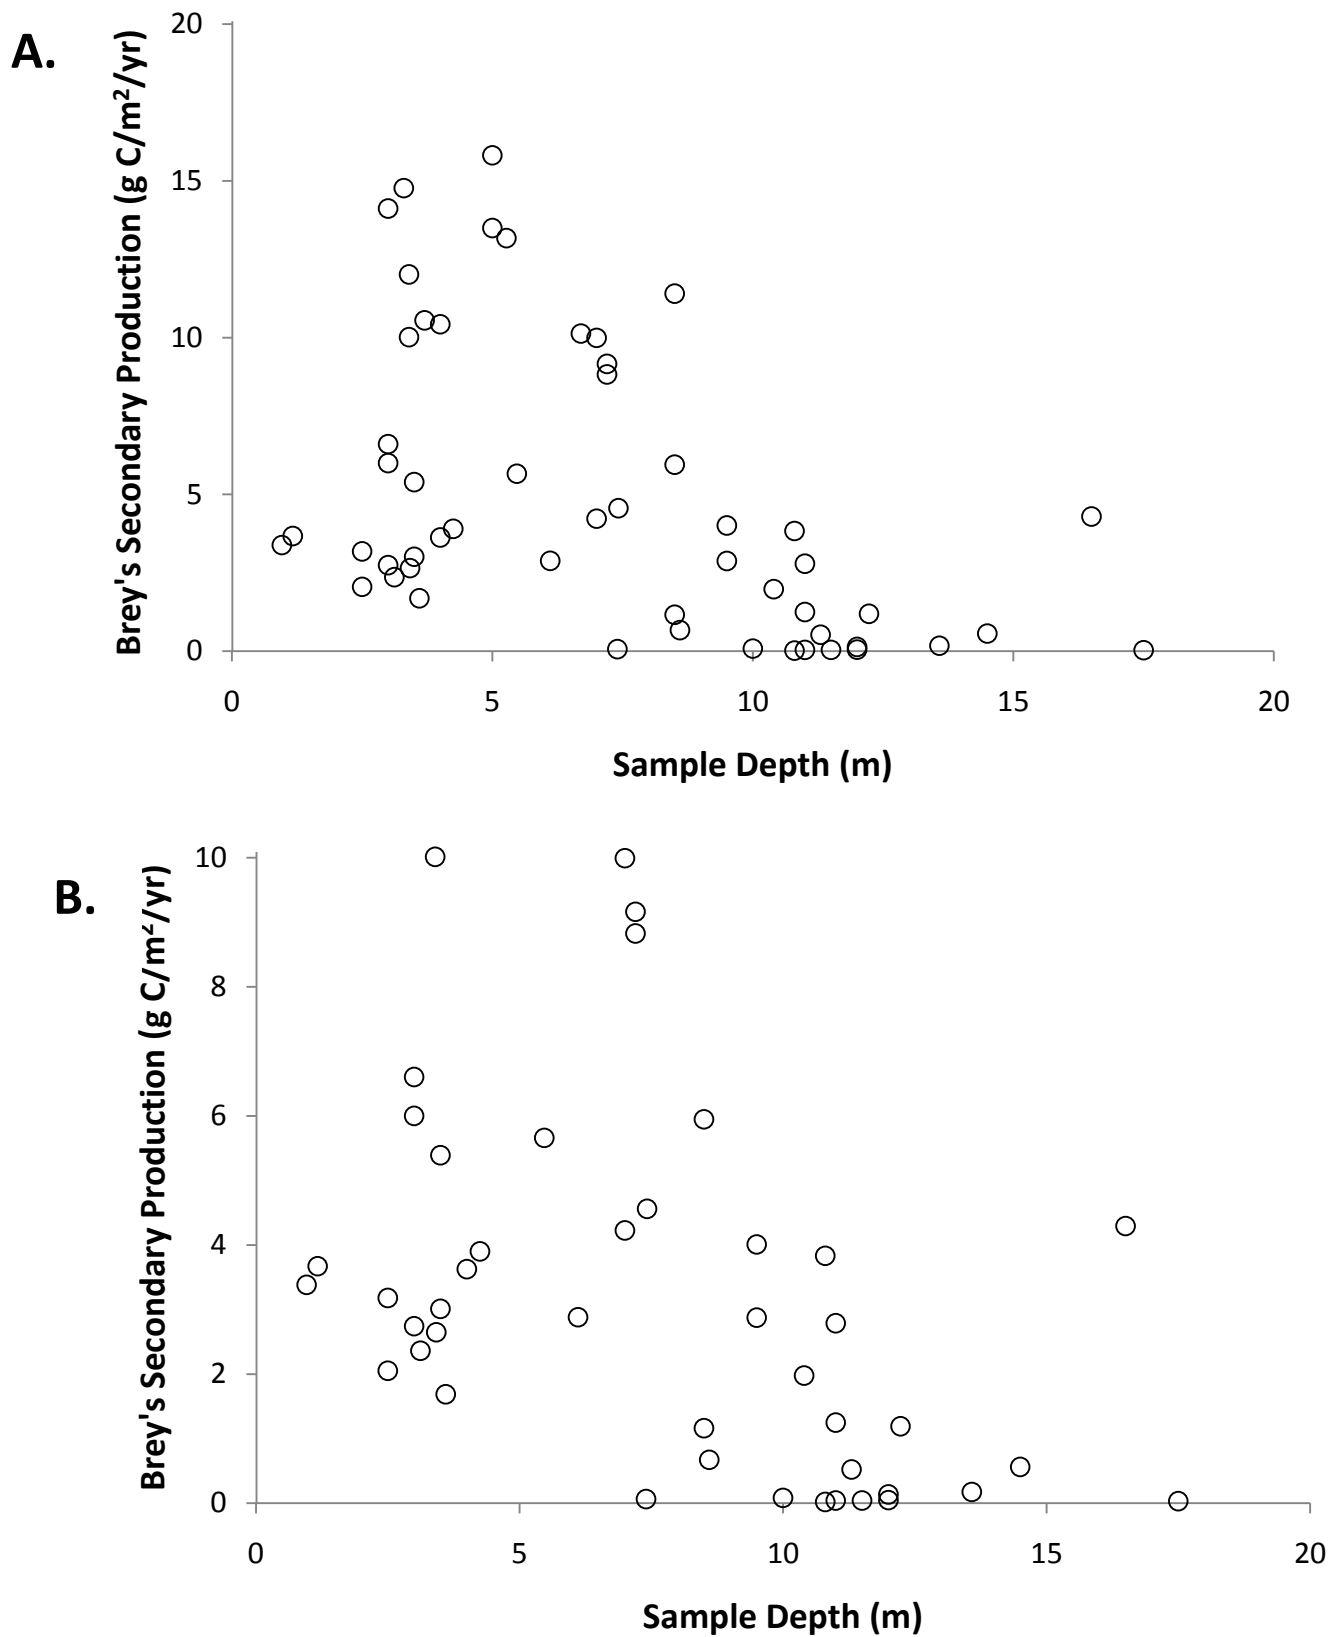 A.
Brey's Secondary Production (g C/m²/yr)
20
15
10
5
0
0 5 10 15 20
Sample Depth (m)
B.
Brey's Secondary Production (g C/m²/yr)
10
8
6
4
2
0
0 5 10 15 20
Sample Depth (m)